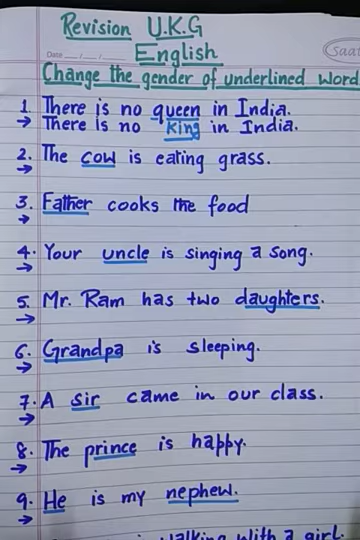 Revision U.K.G
Date
English
Saat
Change the gender of underlined word
1. There is no queen in India.
→ There is no king in India.
2. The cow is eating grass.
→
3. Father cooks the food
→
4. Your uncle is singing a song.
→
5. Mr. Ram has two daughters.
→
6. Grandpa is sleeping.
→
7. A sir came in our class.
→
8. The prince is happy.
→
9. He is my nephew.
→
walking with a girl.